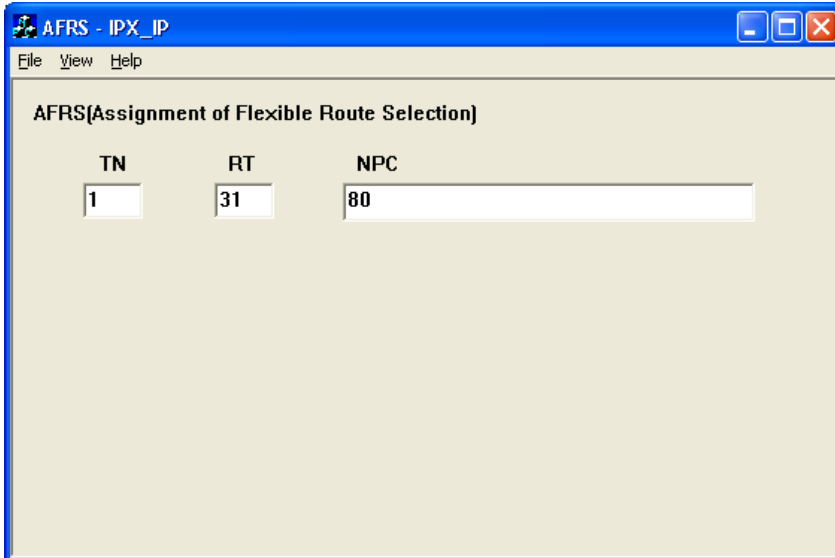 AFRS - IPX_IP
File View Help
AFRS(Assignment of Flexible Route Selection)
TN RT NPC
1 31 80